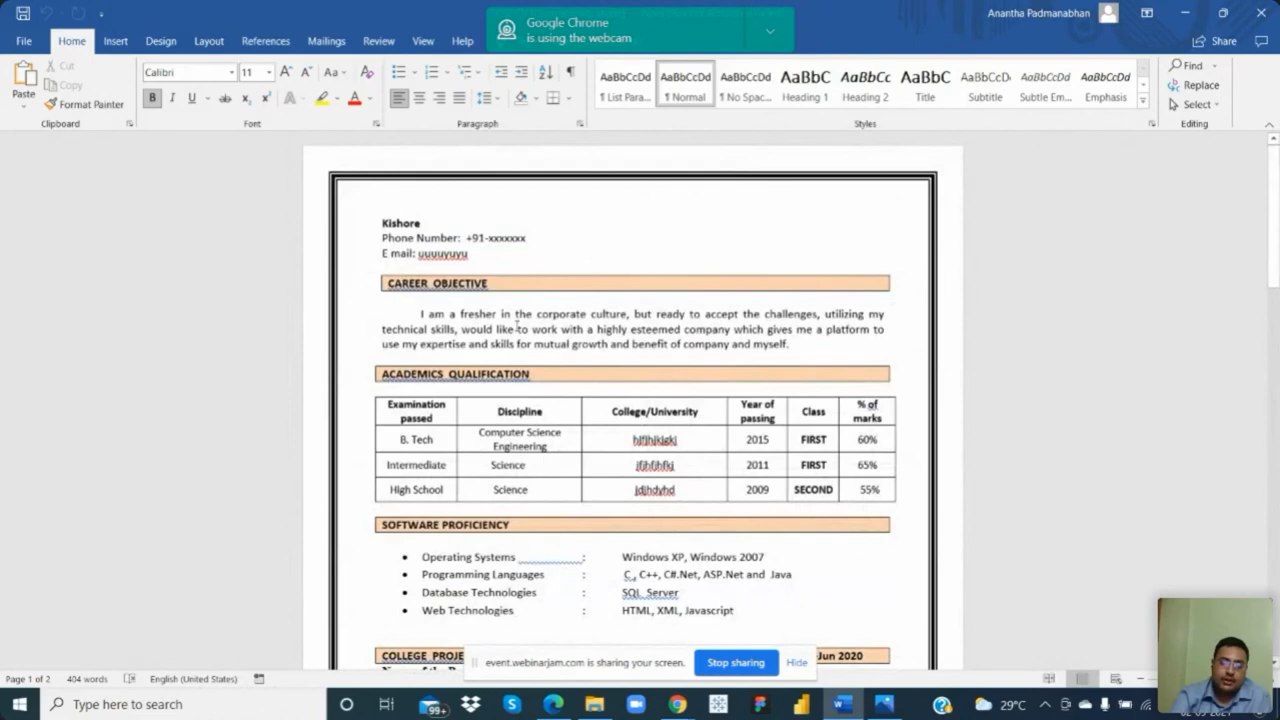 Google Chrome
is using the webcam
Anantha Padmanabhan
File Home Insert Design Layout References Mailings Review View Help Share
Paste
Cut
Copy
Format Painter
Clipboard
Calibri 11
Font
Paragraph
AaBbCcDd AaBbCcDd AaBbCcDd AaBbC AaBbCc AaBbC AaBbCcDd AaBbCcDd AaBbCcDd
¶ List Para... ¶ Normal ¶ No Spac... Heading 1 Heading 2 Title Subtitle Subtle Em... Emphasis
Styles
Find
Replace
Select
Editing
Kishore
Phone Number: +91-xxxxxxx
E mail: uuuuyuyu
CAREER OBJECTIVE
I am a fresher in the corporate culture, but ready to accept the challenges, utilizing my
technical skills, would like to work with a highly esteemed company which gives me a platform to
use my expertise and skills for mutual growth and benefit of company and myself.
ACADEMICS QUALIFICATION
Examination passed Discipline College/University Year of passing Class % of marks
B. Tech Computer Science Engineering 2015 FIRST 60%
Intermediate Science 2011 FIRST 65%
High School Science jdjhdyhd 2009 SECOND 55%
SOFTWARE PROFICIENCY
• Operating Systems : Windows XP, Windows 2007
• Programming Languages : C, C++, C#.Net, ASP.Net and Java
• Database Technologies : SQL Server
• Web Technologies : HTML, XML, Javascript
COLLEGE PROJE -Jun 2020
event.webinarjam.com is sharing your screen. Stop sharing Hide
Page 1 of 2 404 words English (United States)
Type here to search
99+
29°C